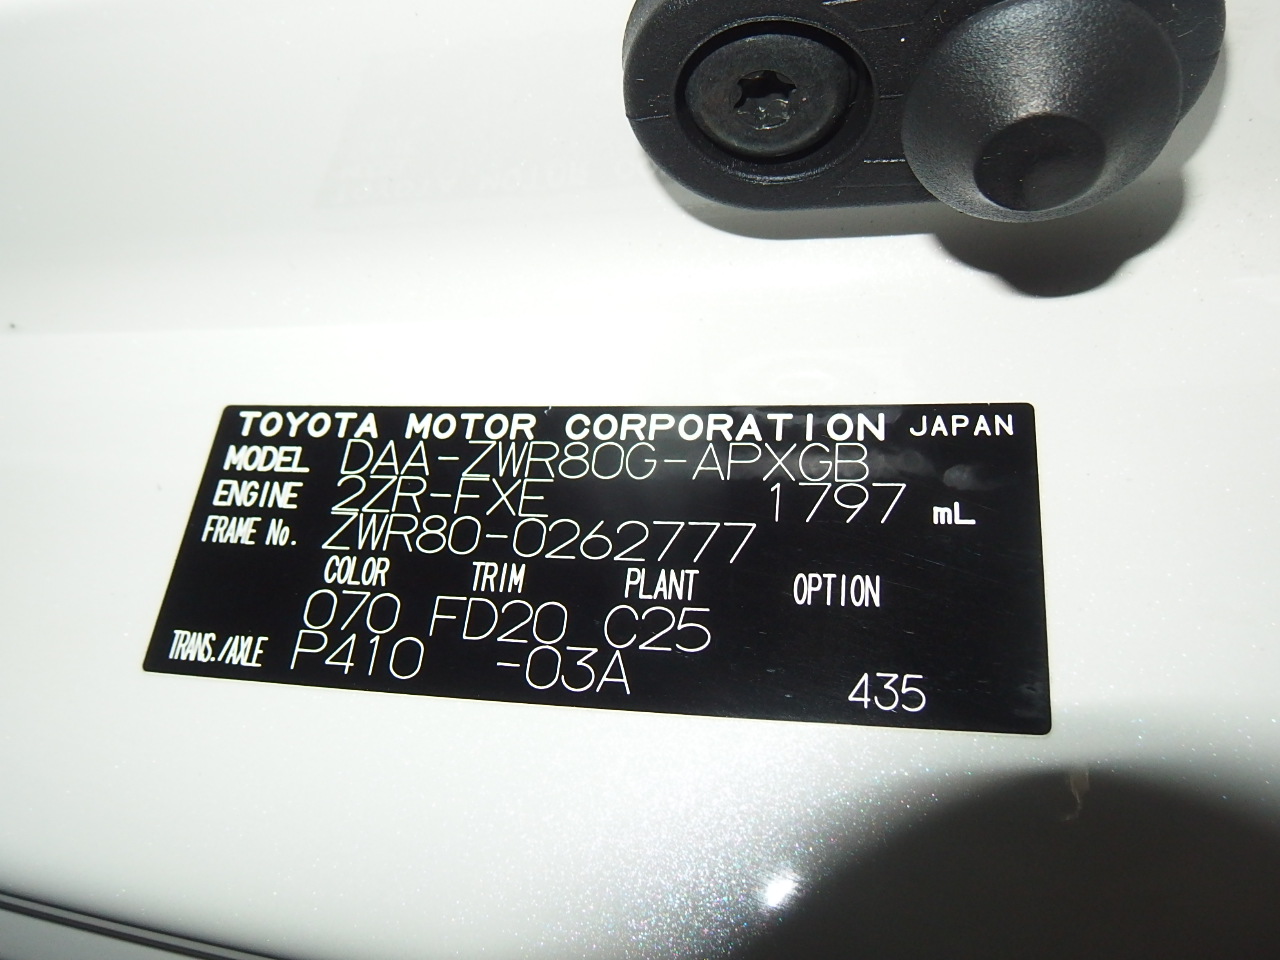 TOYOTA MOTOR CORPORATION JAPAN
MODEL DAA-ZWR80G-APXGB
ENGINE 2ZR-FXE 1797 mL
FRAME No. ZWR80-0262777
COLOR TRIM PLANT OPTION
070 FD20 C25
TRANS./AXLE P410 -03A 435